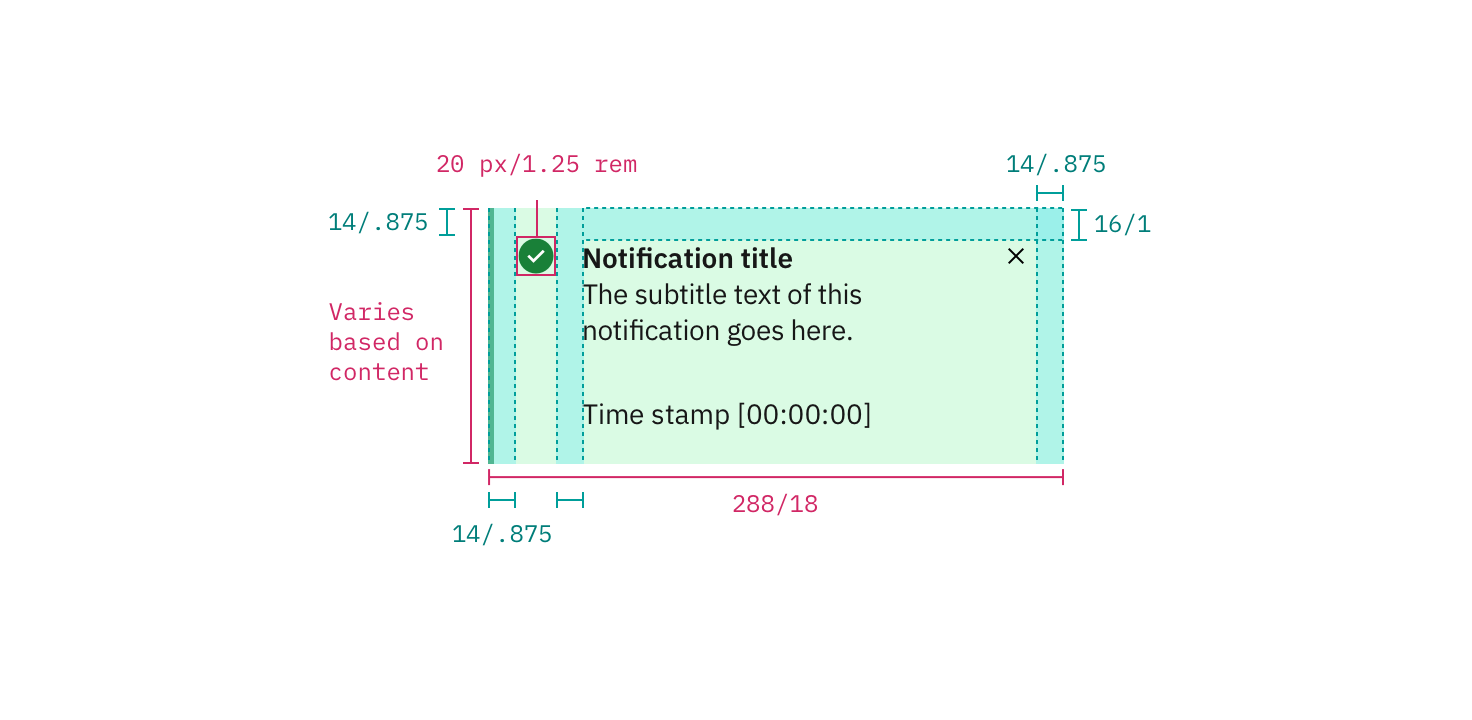 20 px/1.25 rem
14/.875
14/.875
16/1
Notification title
The subtitle text of this
notification goes here.
Varies
based on
content
Time stamp [00:00:00]
288/18
14/.875